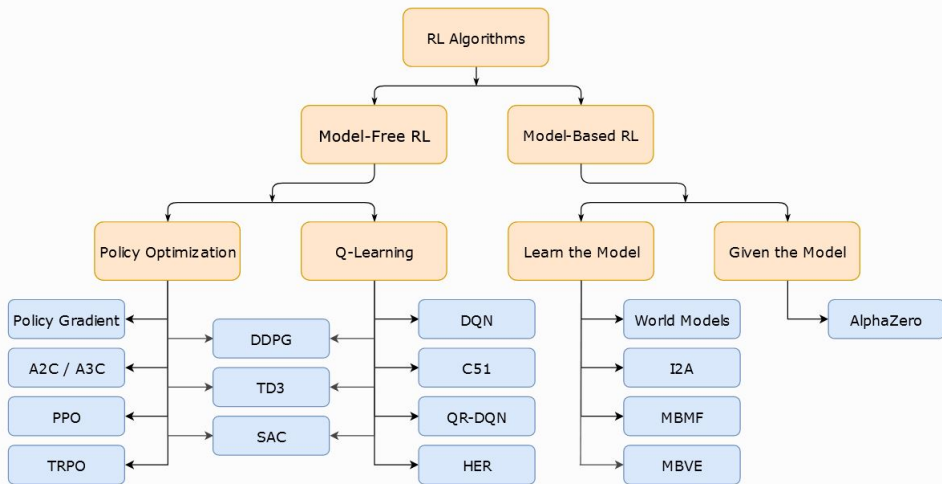 RL Algorithms
Model-Free RL
Model-Based RL
Policy Optimization
Q-Learning
Learn the Model
Given the Model
Policy Gradient
A2C / A3C
PPO
TRPO
DDPG
TD3
SAC
DQN
C51
QR-DQN
HER
World Models
I2A
MBMF
MBVE
AlphaZero